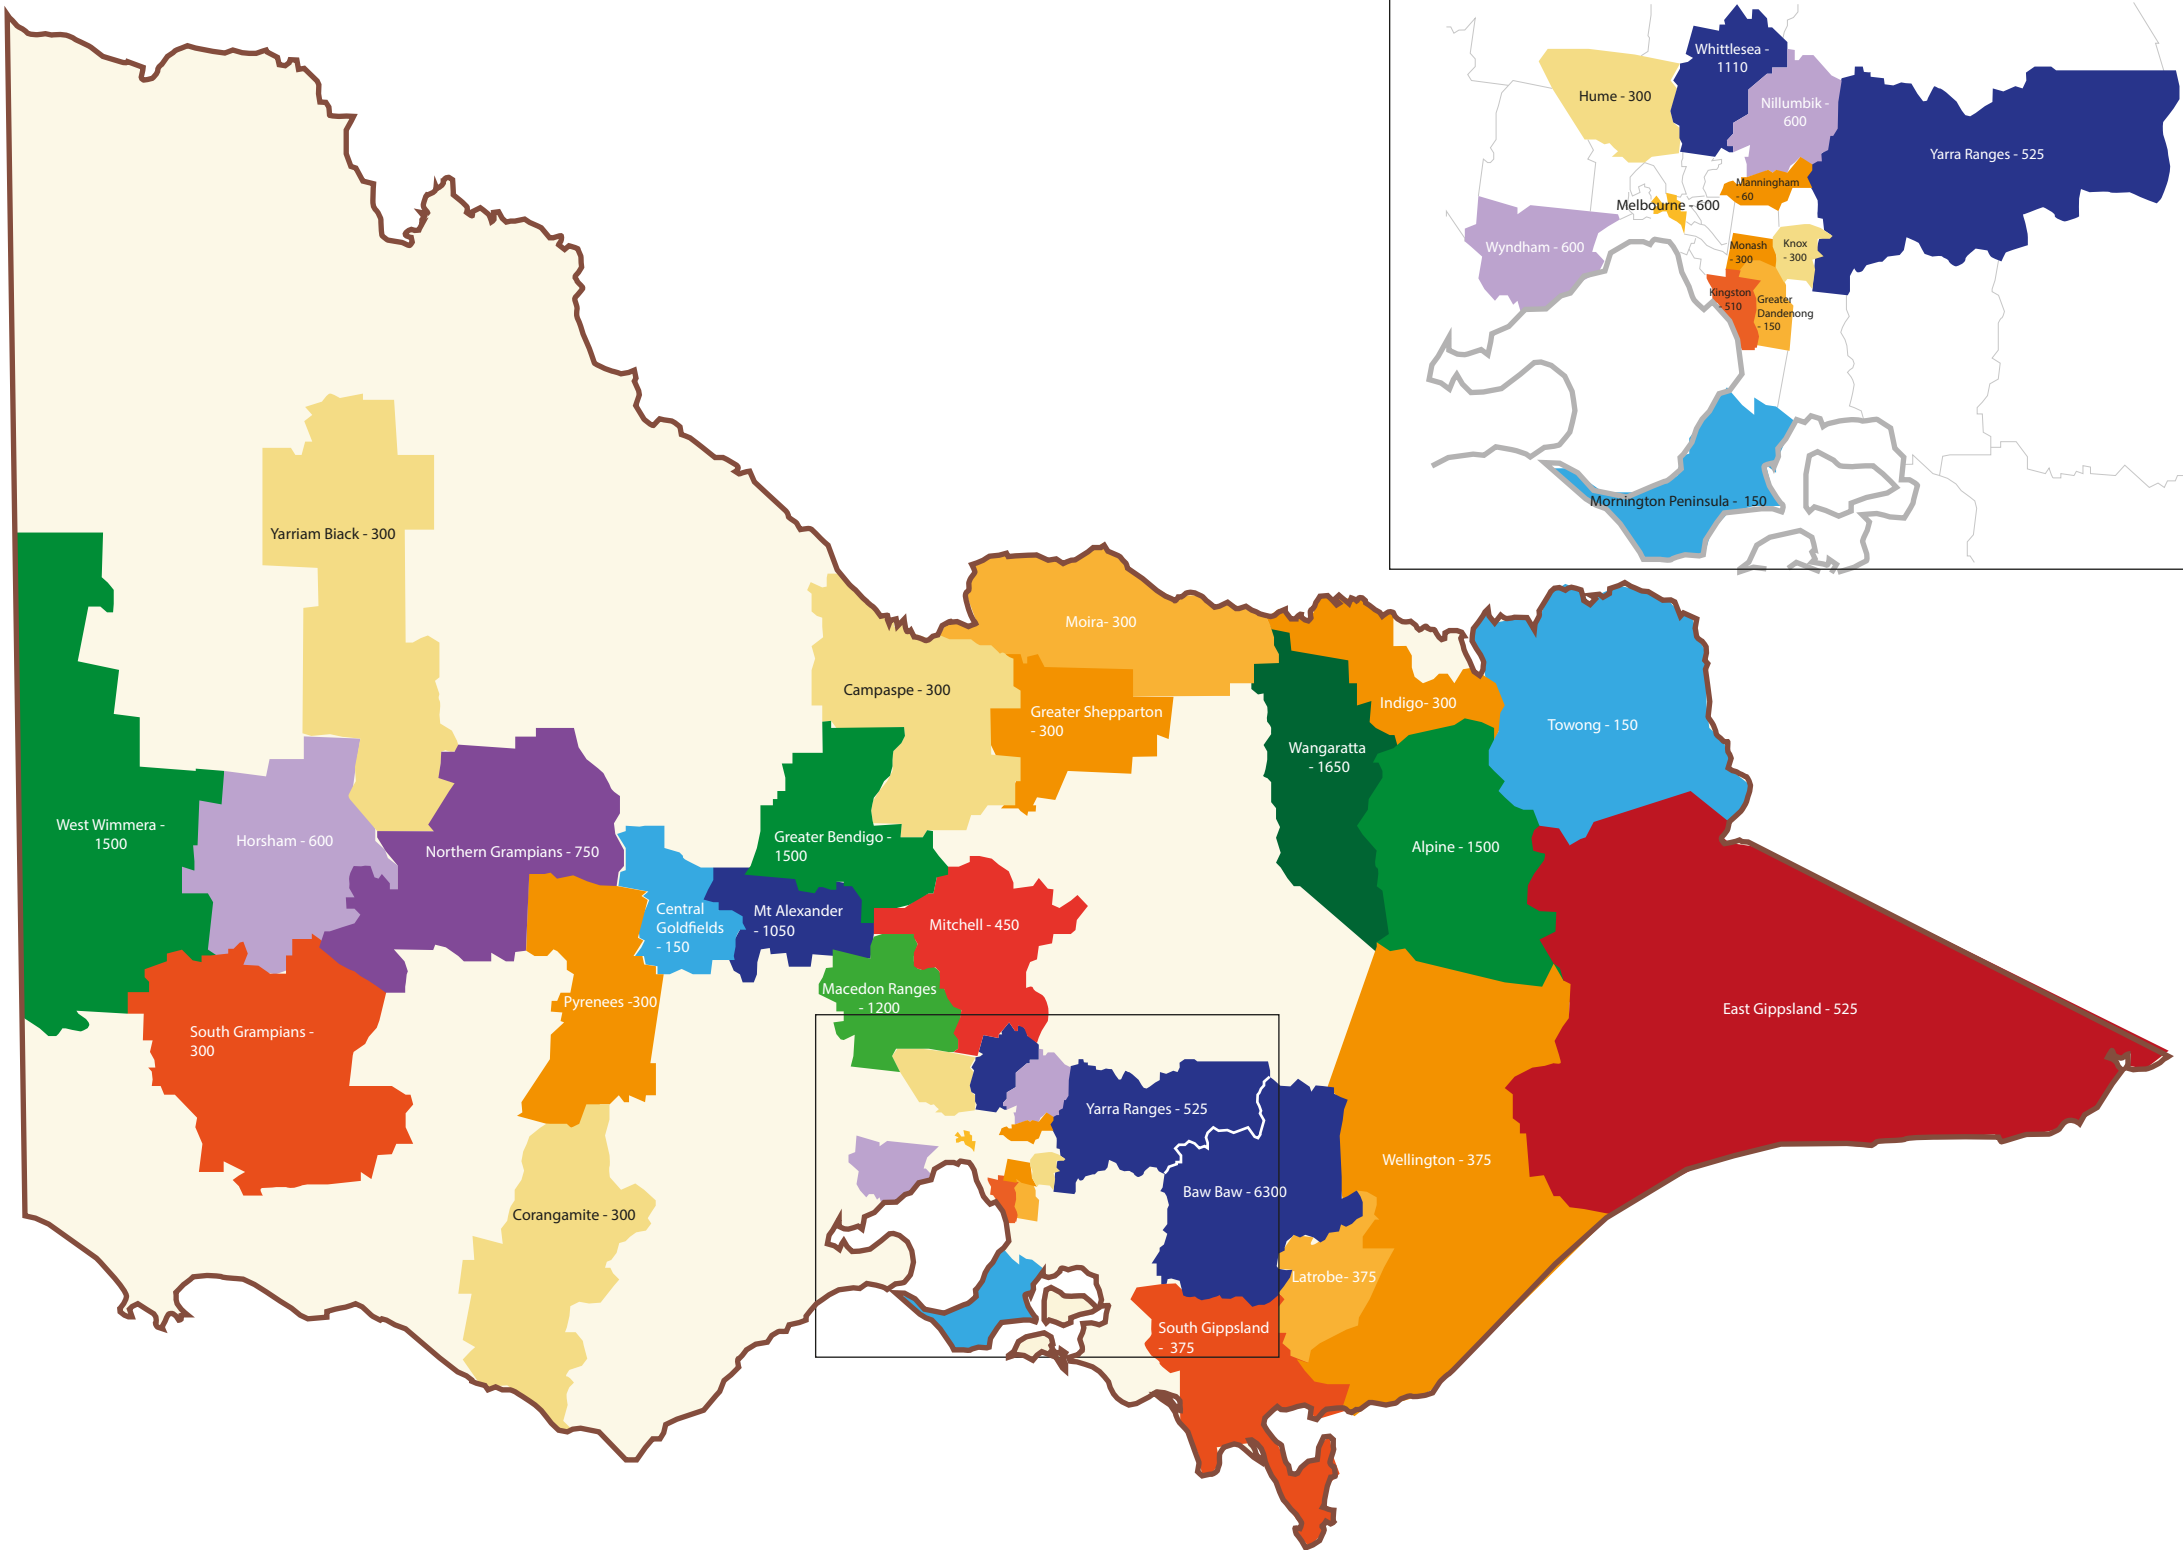 Whittlesea -
1110
Hume - 300
Nillumbik -
600
Yarra Ranges - 525
Manningham
- 60
Melbourne - 600
Wyndham - 600
Monash
- 300
Knox
- 300
Kingston
- 510
Greater
Dandenong
- 150
Mornington Peninsula - 150
Yarriam Biack - 300
Moira- 300
Campaspe - 300
Greater Shepparton
- 300
Indigo- 300
Towong - 150
Wangaratta
- 1650
West Wimmera -
1500
Horsham - 600
Northern Grampians - 750
Greater Bendigo -
1500
Alpine - 1500
Central
Goldfields
- 150
Mt Alexander
- 1050
Mitchell - 450
Macedon Ranges
- 1200
Pyrenees -300
East Gippsland - 525
South Grampians -
300
Yarra Ranges - 525
Wellington - 375
Baw Baw - 6300
Corangamite - 300
Latrobe- 375
South Gippsland
- 375